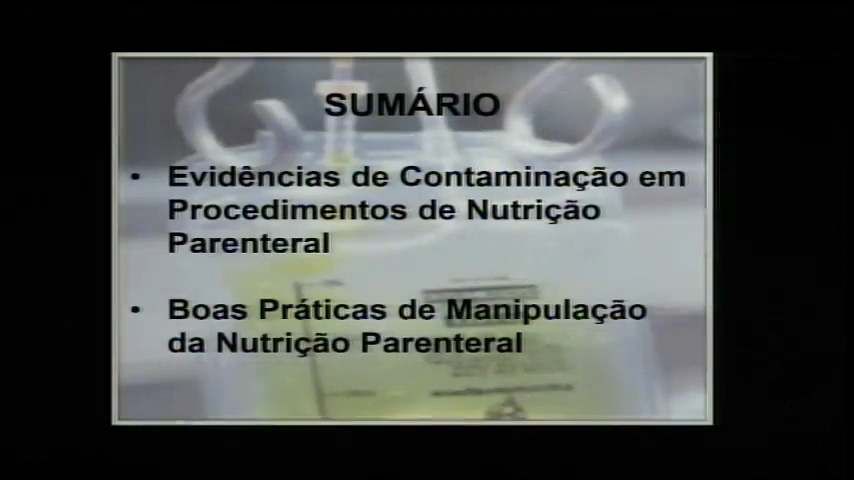 SUMÁRIO
• Evidências de Contaminação em
Procedimentos de Nutrição
Parenteral
• Boas Práticas de Manipulação
da Nutrição Parenteral